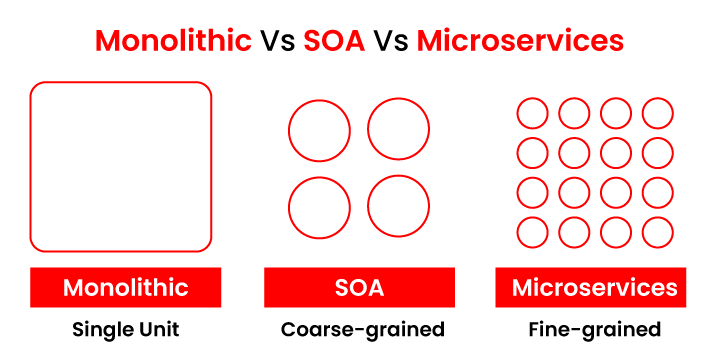 Monolithic Vs SOA Vs Microservices
Monolithic
SOA
Microservices
Single Unit
Coarse-grained
Fine-grained